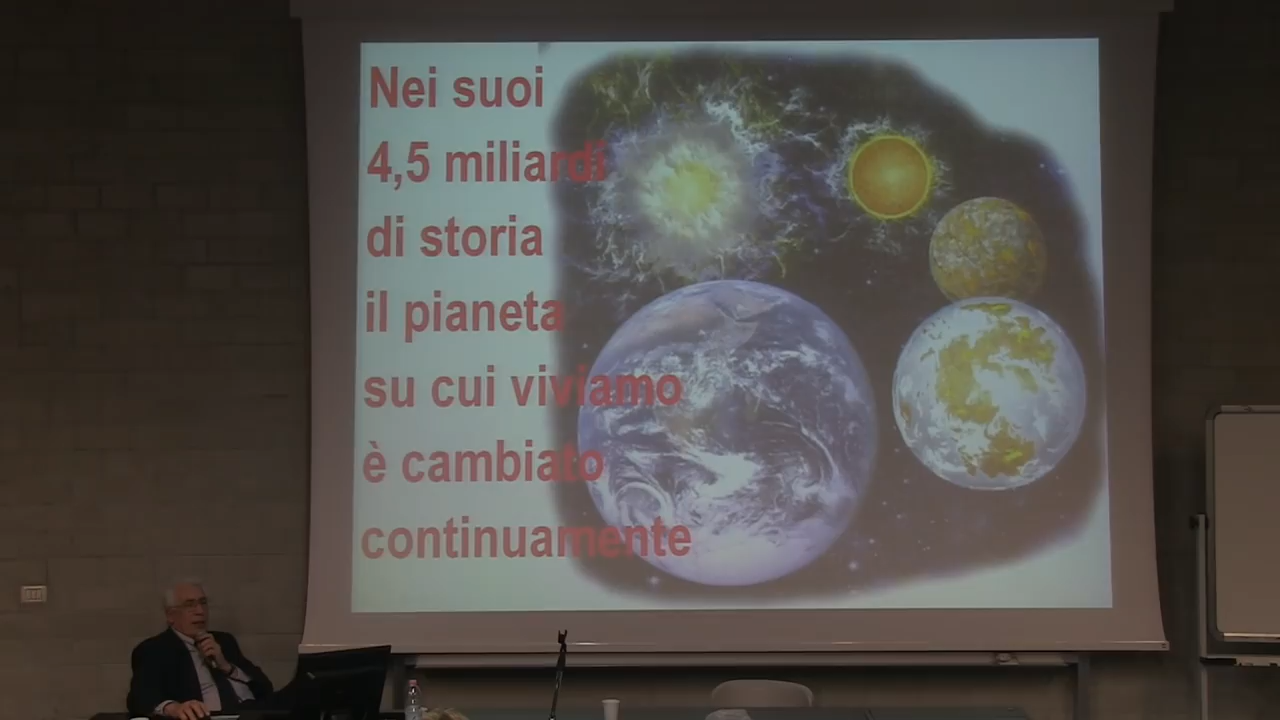 Nei suoi
4,5 miliardi
di storia
il pianeta
su cui viviamo
è cambiato
continuamente